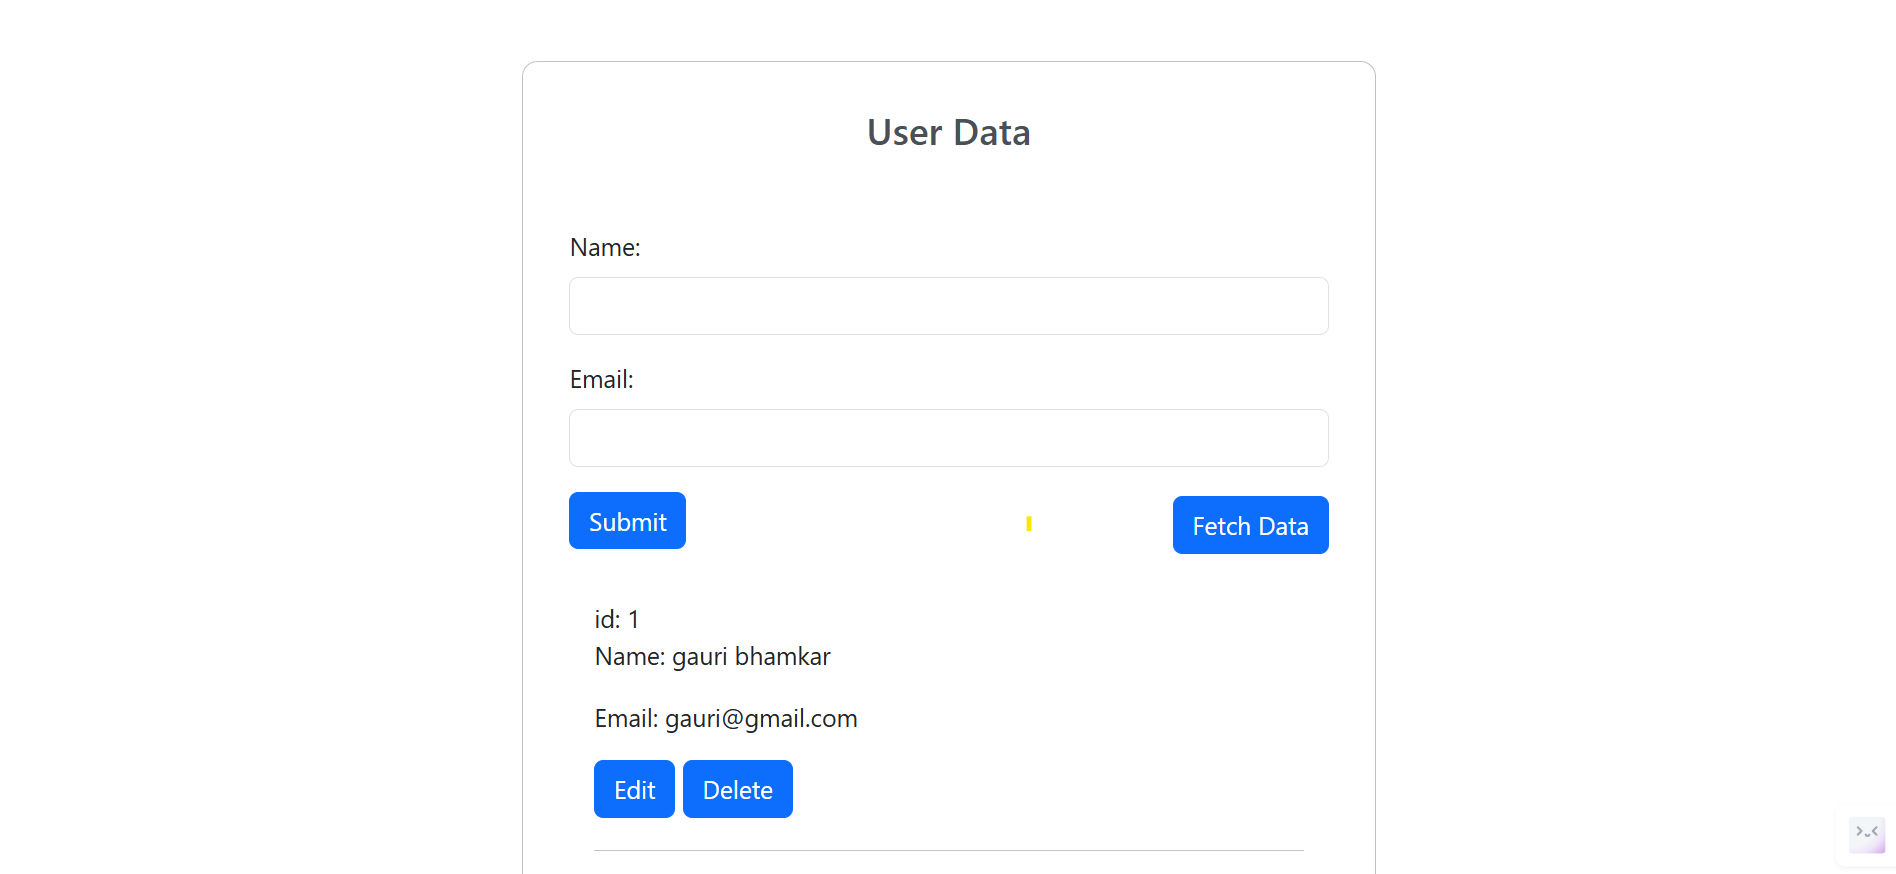 User Data
Name:
Email:
Submit
Fetch Data
id: 1
Name: gauri bhamkar
Email: gauri@gmail.com
Edit Delete